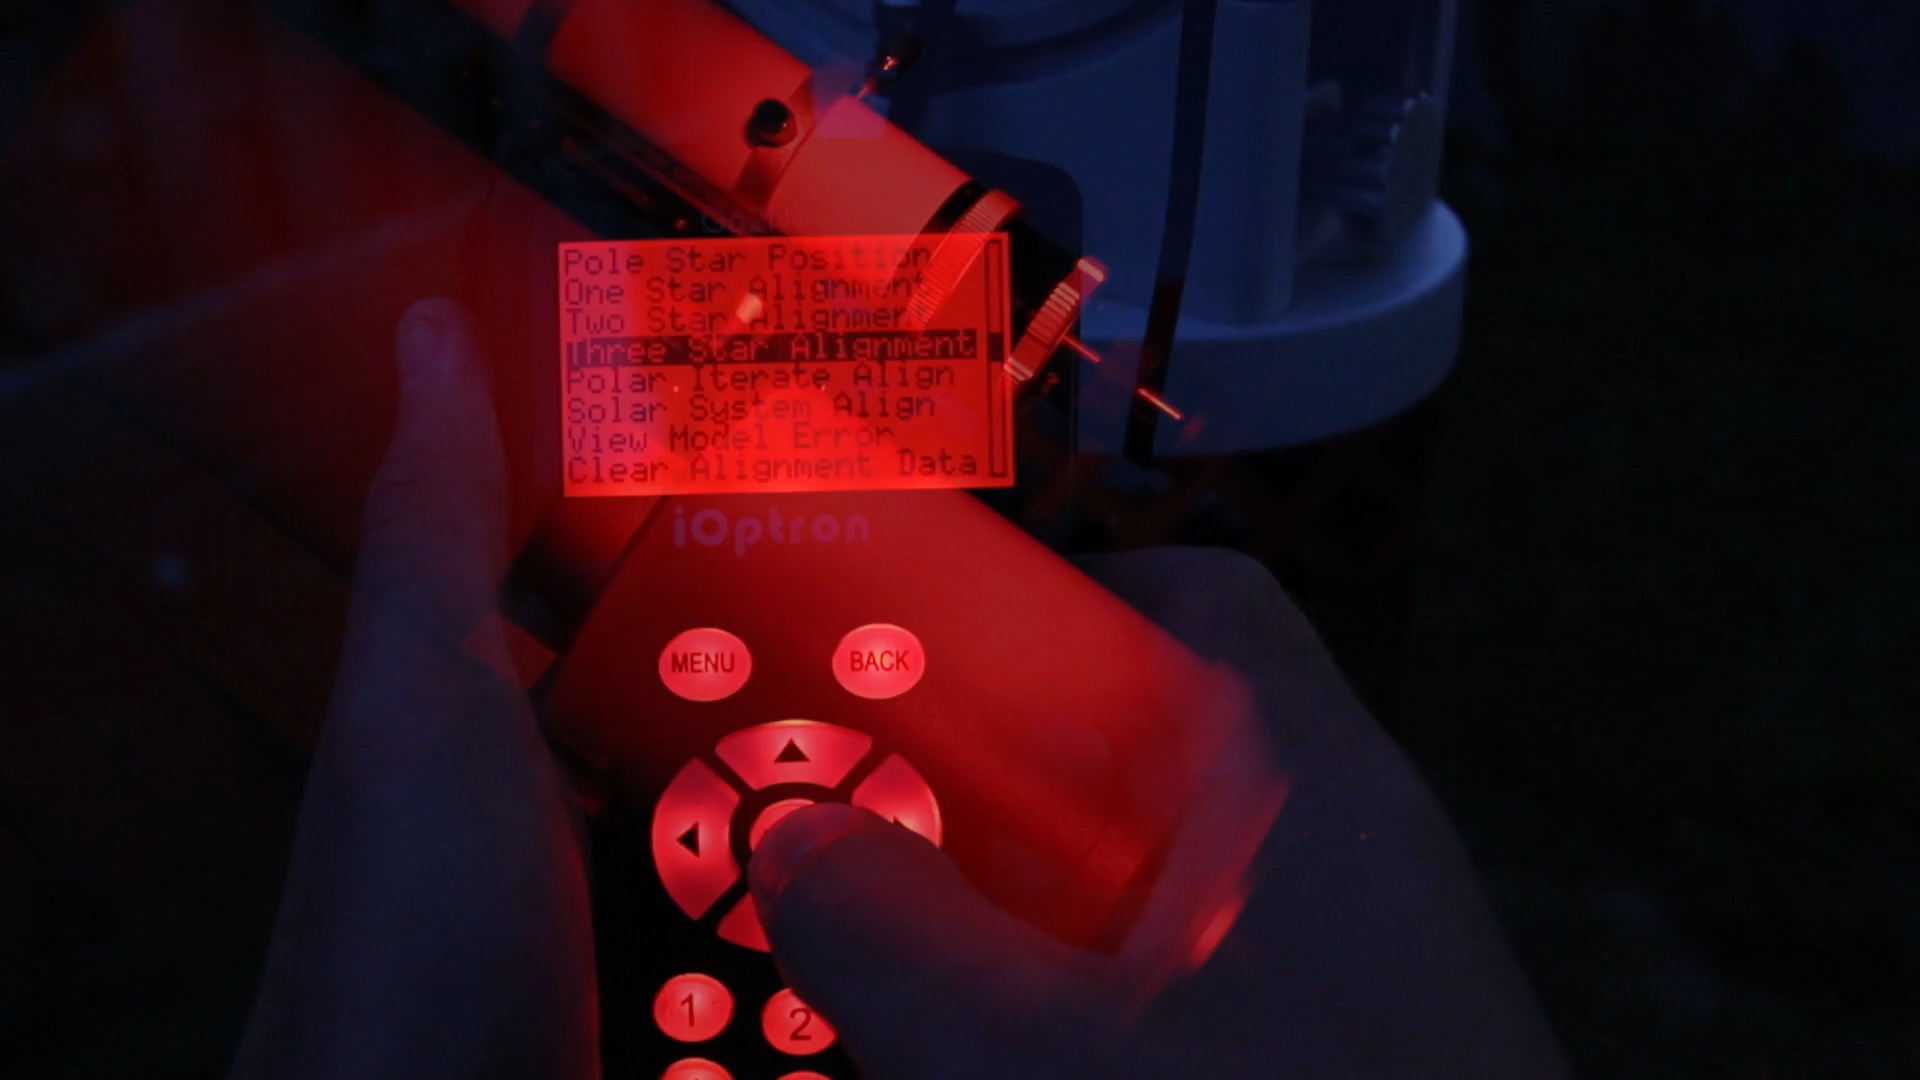 Pole Star Position
One Star Alignment
Two Star Alignment
Three Star Alignment
Polar Iterate Align
Solar System Align
View Model Error
Clear Alignment Data
iOptron
MENU
BACK
1
2